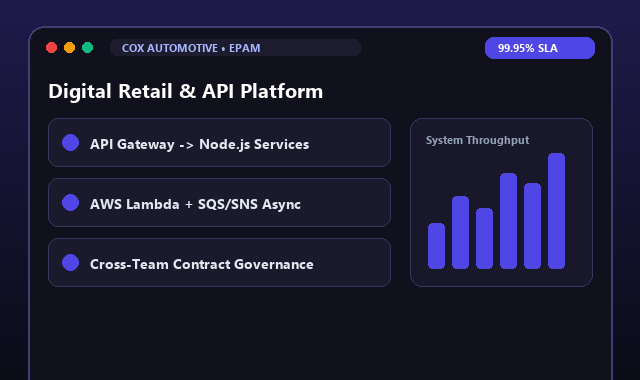 COX AUTOMOTIVE • EPAM
99.95% SLA
Digital Retail & API Platform
API Gateway -> Node.js Services
AWS Lambda + SQS/SNS Async
Cross-Team Contract Governance
System Throughput